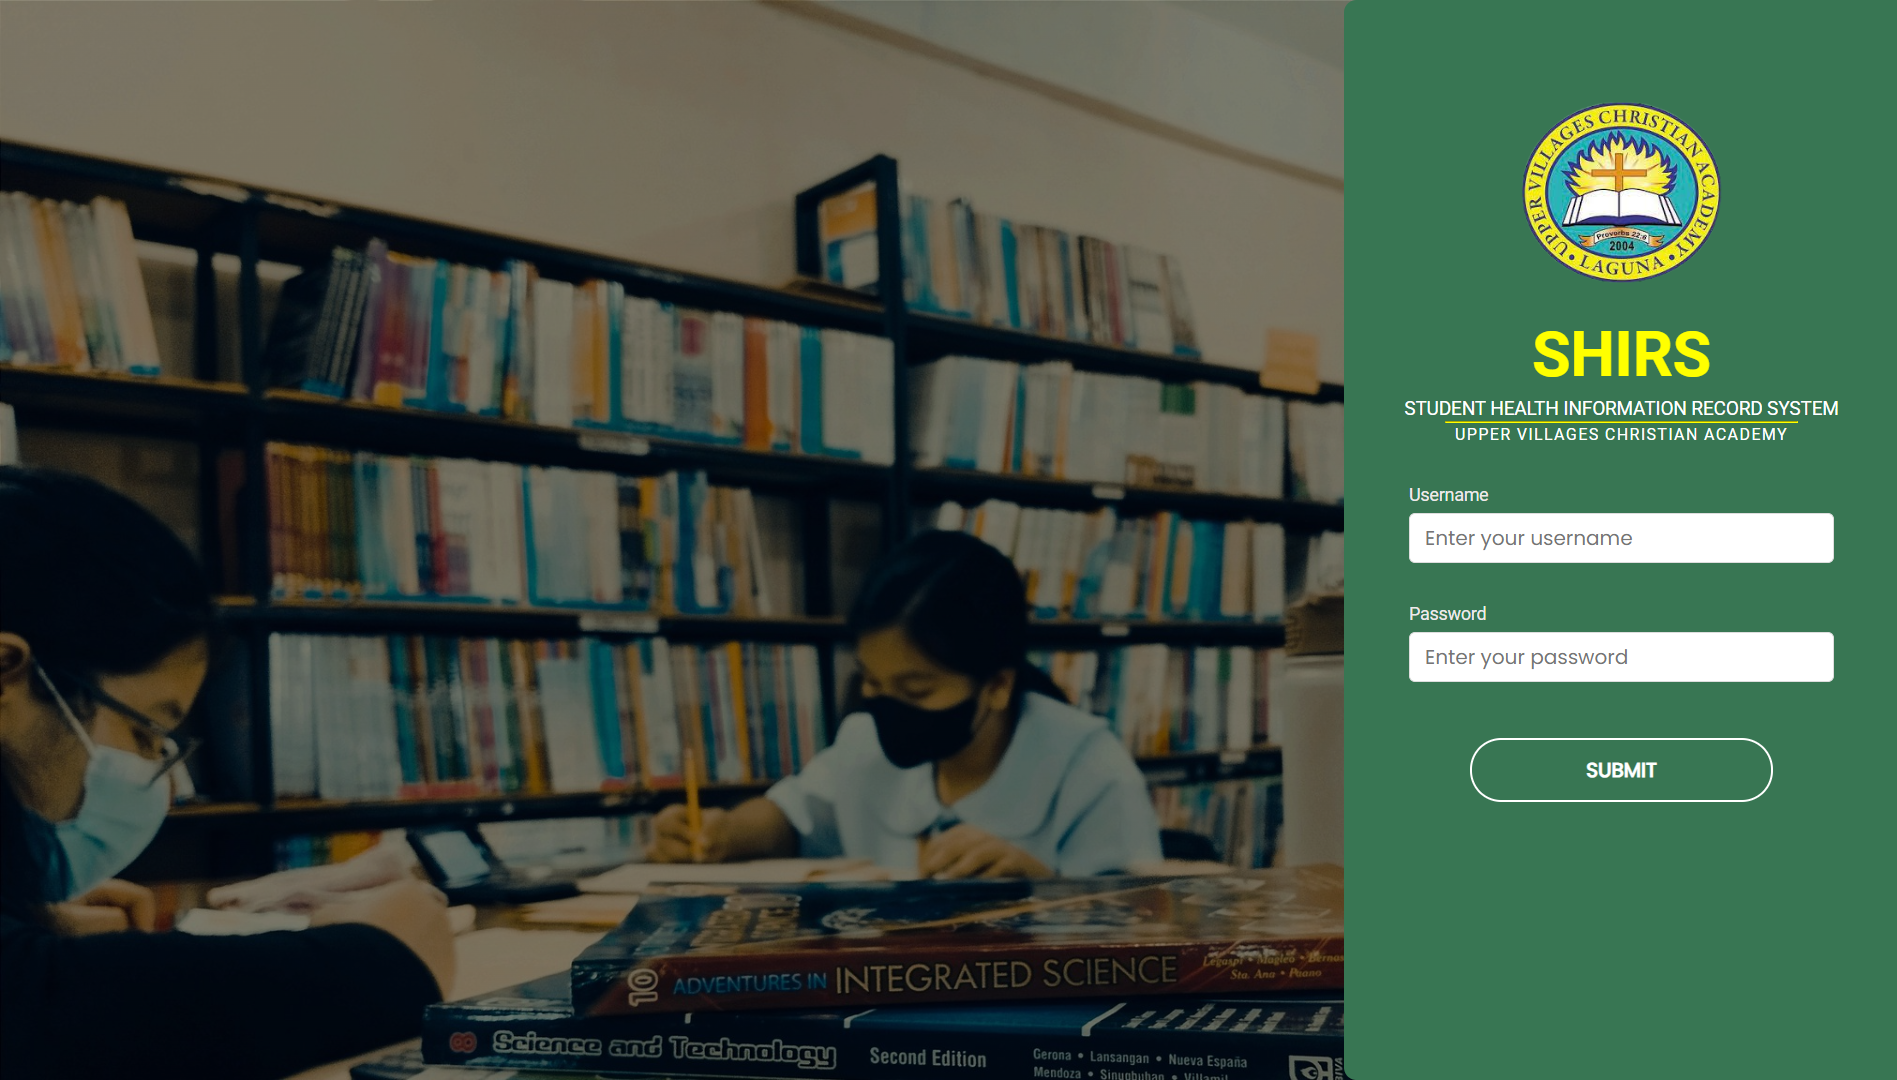 UPPER VILLAGES CHRISTIAN ACADEMY
Proverbs 22:6
2004
• LAGUNA •
SHIRS
STUDENT HEALTH INFORMATION RECORD SYSTEM
UPPER VILLAGES CHRISTIAN ACADEMY
Username
Enter your username
Password
Enter your password
SUBMIT
10 ADVENTURES IN INTEGRATED SCIENCE
Legaspi • Magleo • Bernas
Sta. Ana • Paano
Science and Technology Second Edition
Gerona • Lansangan • Nueva España
Mendoza • Sinugbuhan • Villamil